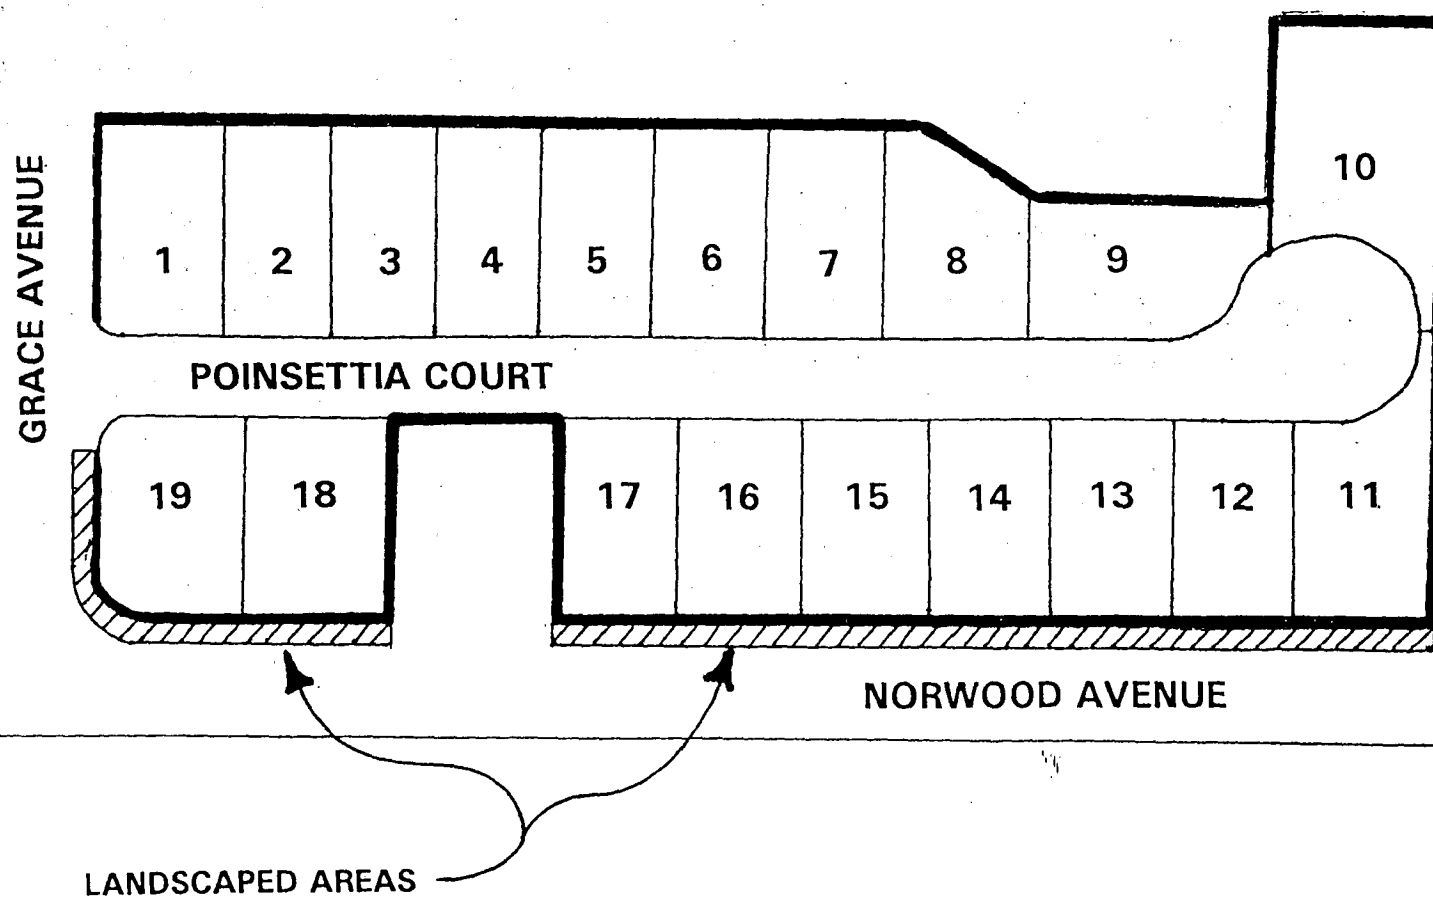 10
GRACE AVENUE
1 2 3 4 5 6 7 8 9
POINSETTIA COURT
19 18 17 16 15 14 13 12 11
NORWOOD AVENUE
LANDSCAPED AREAS